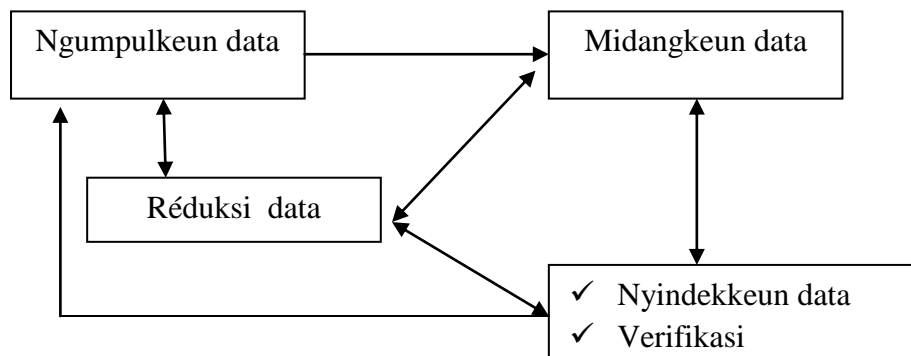 Ngumpulkeun data
Midangkeun data
Réduksi data
✓ Nyindekkeun data
✓ Verifikasi